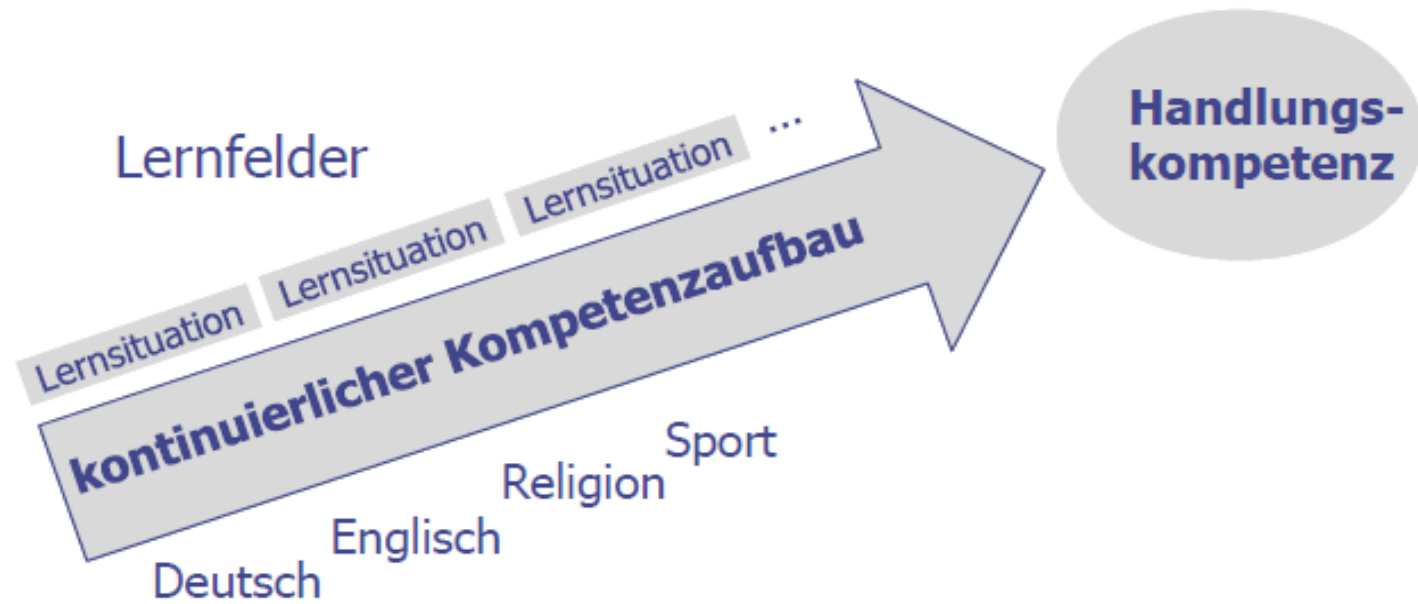 Handlungs-
kompetenz
Lernfelder
Lernsituation
Lernsituation
Lernsituation
...
kontinuierlicher Kompetenzaufbau
Deutsch
Englisch
Religion
Sport